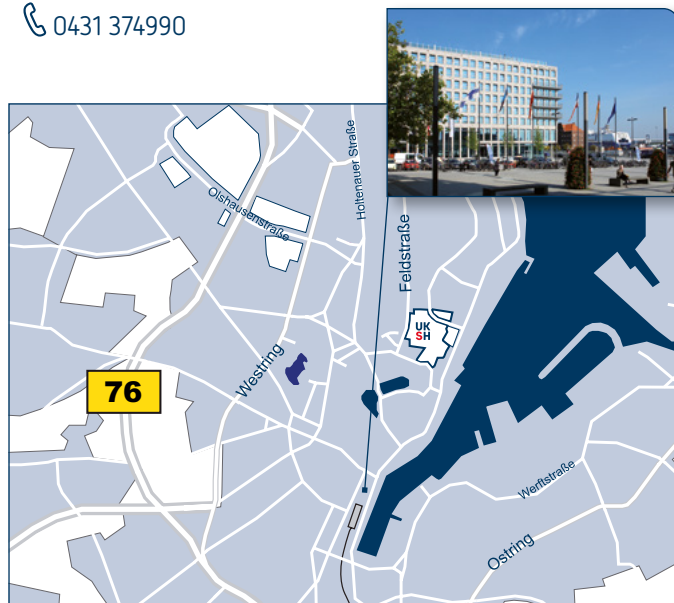 0431 374990
Holtenauer Straße
Olshausenstraße
Feldstraße
UK
SH
Westring
76
Werftstraße
Ostring